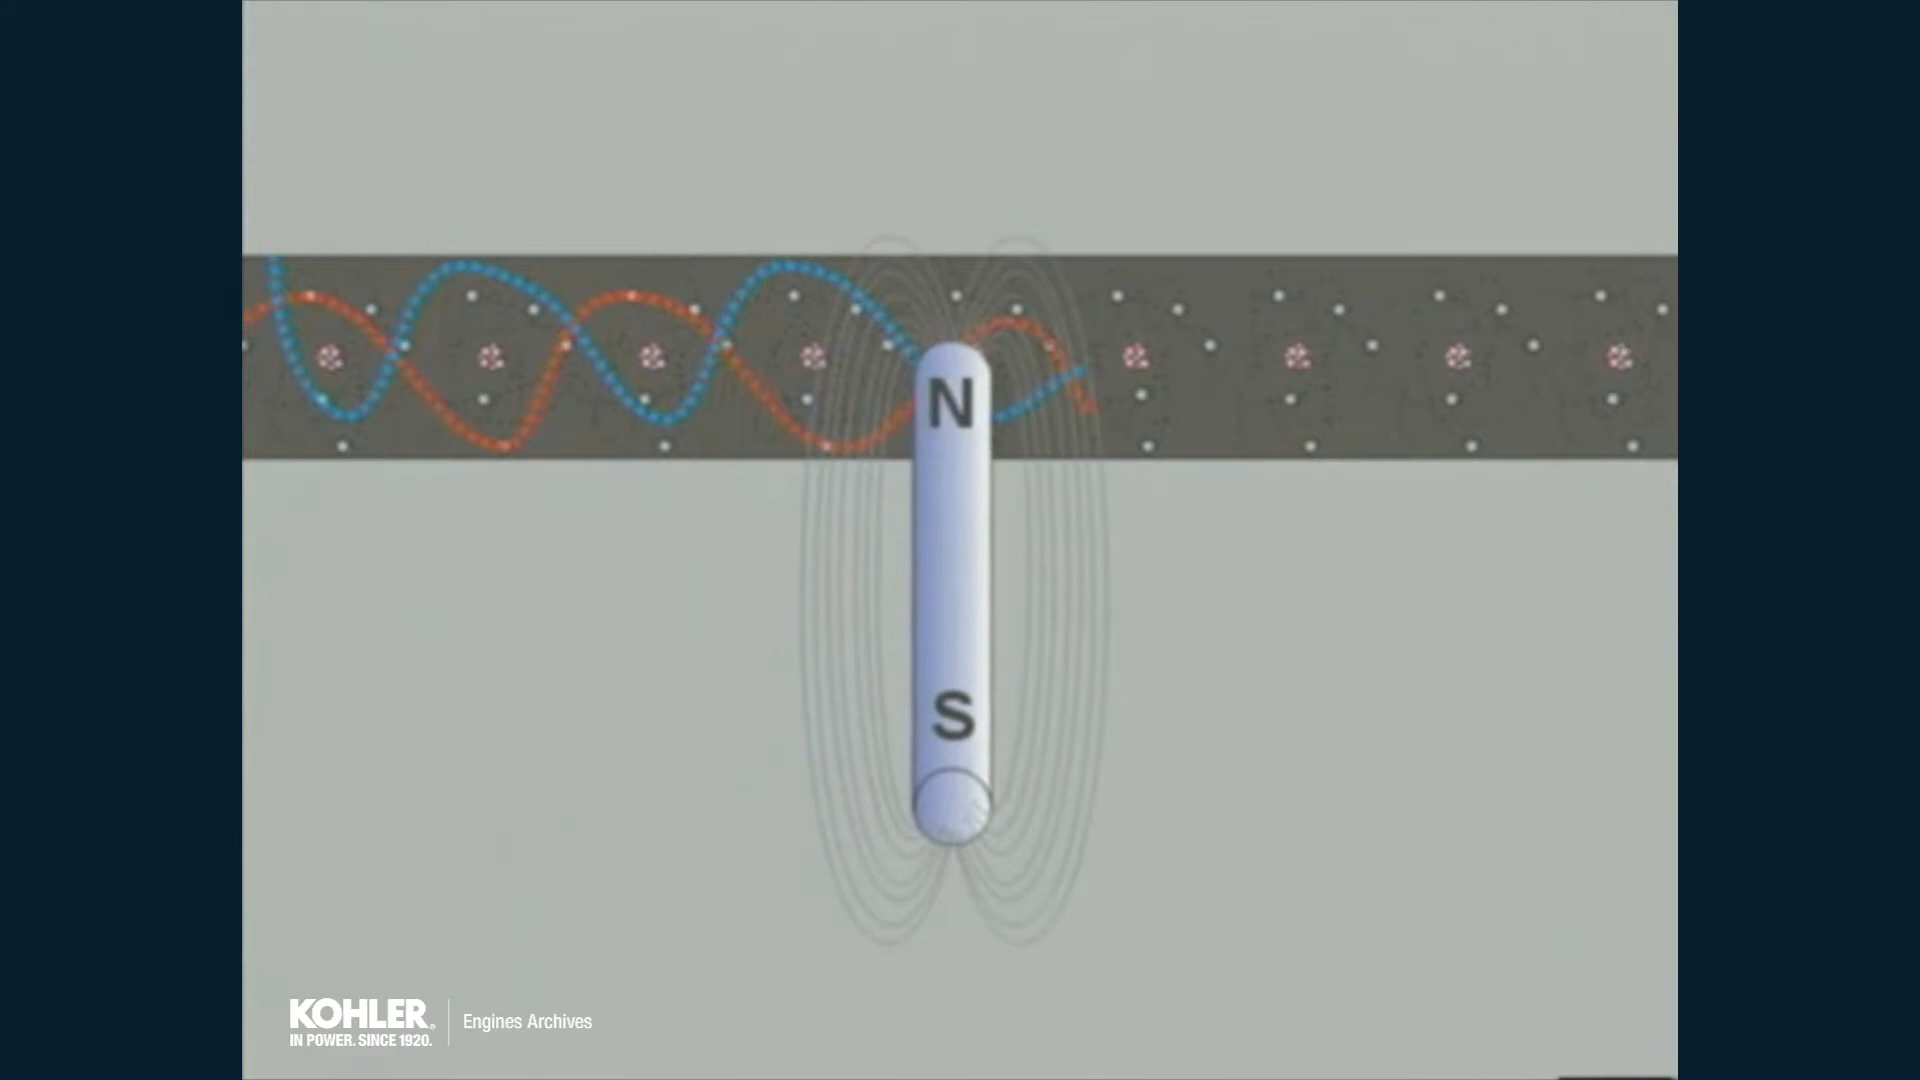 N
S
KOHLER®
IN POWER. SINCE 1920.
Engines Archives